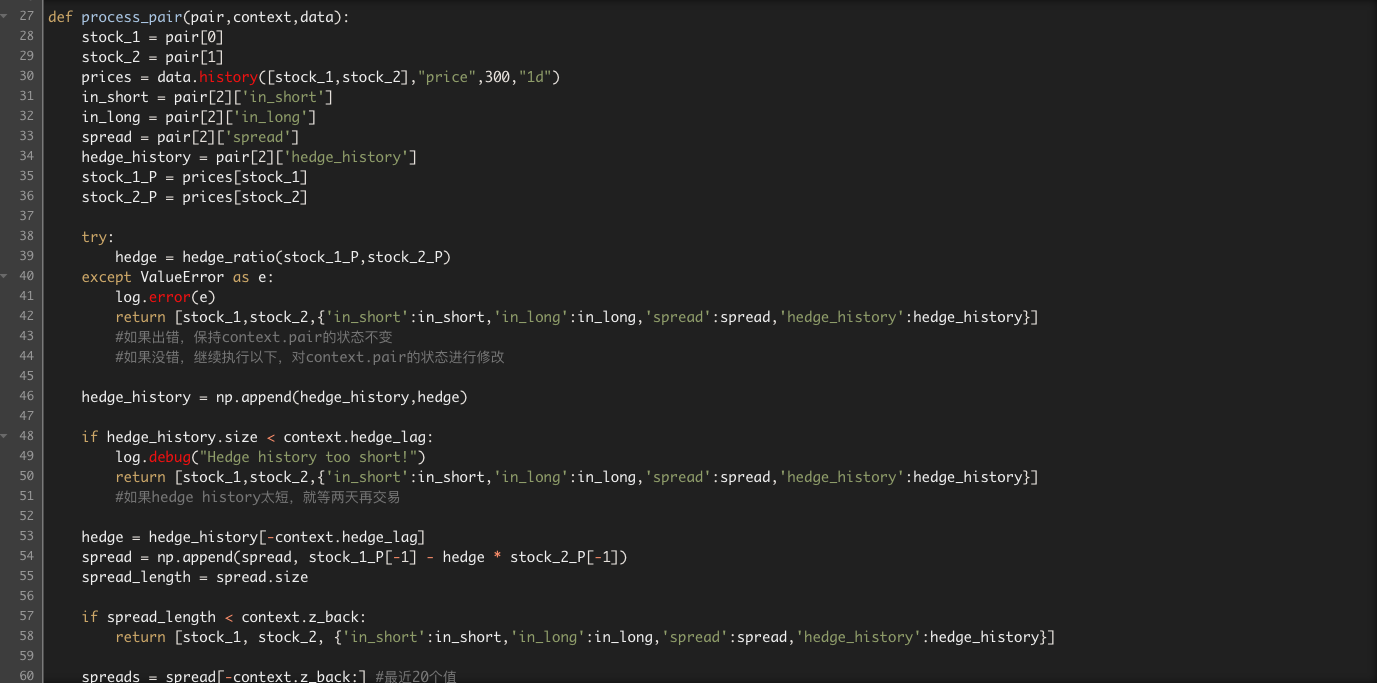 27 def process_pair(pair,context,data):
28     stock_1 = pair[0]
29     stock_2 = pair[1]
30     prices = data.history([stock_1,stock_2],"price",300,"1d")
31     in_short = pair[2]['in_short']
32     in_long = pair[2]['in_long']
33     spread = pair[2]['spread']
34     hedge_history = pair[2]['hedge_history']
35     stock_1_P = prices[stock_1]
36     stock_2_P = prices[stock_2]
37
38     try:
39         hedge = hedge_ratio(stock_1_P,stock_2_P)
40     except ValueError as e:
41         log.error(e)
42         return [stock_1,stock_2,{'in_short':in_short,'in_long':in_long,'spread':spread,'hedge_history':hedge_history}]
43         #如果出错，保持context.pair的状态不变
44         #如果没错，继续执行以下，对context.pair的状态进行修改
45
46     hedge_history = np.append(hedge_history,hedge)
47
48     if hedge_history.size < context.hedge_lag:
49         log.debug("Hedge history too short!")
50         return [stock_1,stock_2,{'in_short':in_short,'in_long':in_long,'spread':spread,'hedge_history':hedge_history}]
51         #如果hedge history太短，就等两天再交易
52
53     hedge = hedge_history[-context.hedge_lag]
54     spread = np.append(spread, stock_1_P[-1] - hedge * stock_2_P[-1])
55     spread_length = spread.size
56
57     if spread_length < context.z_back:
58         return [stock_1, stock_2, {'in_short':in_short,'in_long':in_long,'spread':spread,'hedge_history':hedge_history}]
59
60     spreads = spread[-context.z_back:] #最近20个值